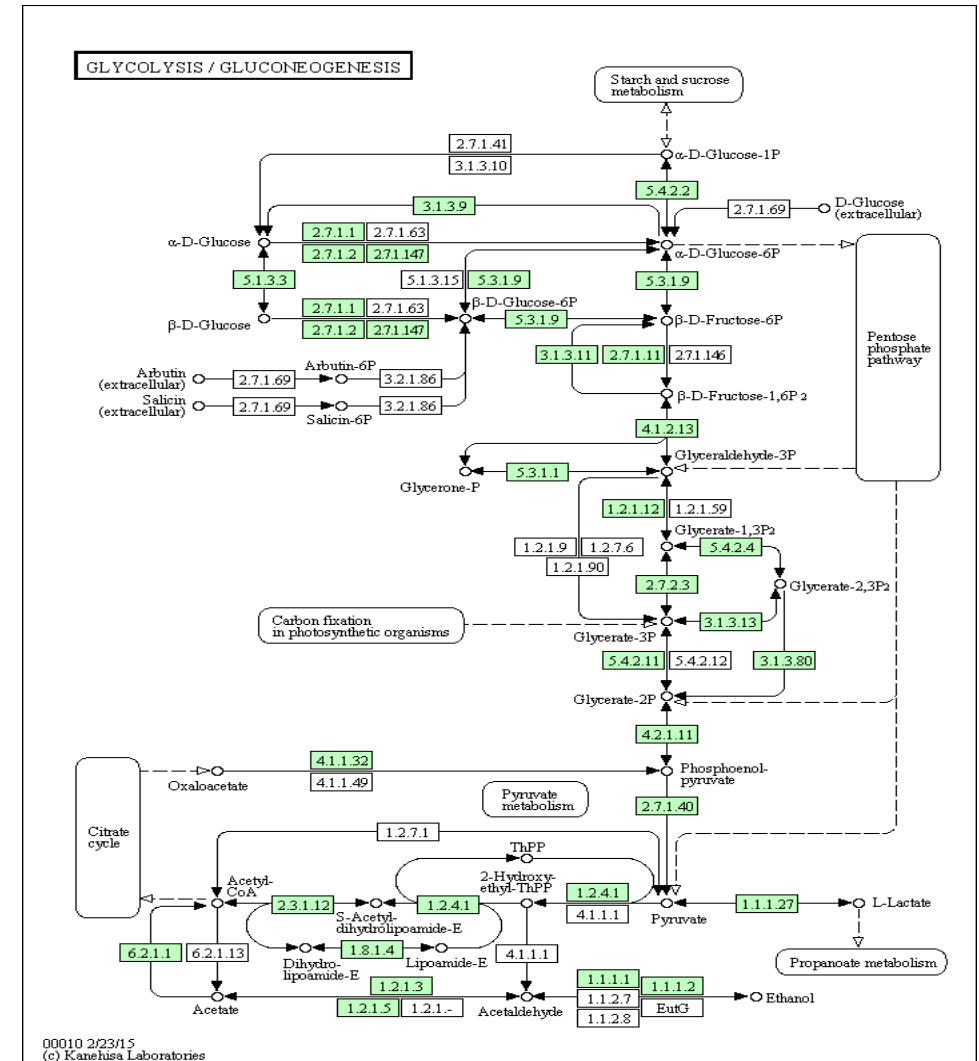 GLYCOLYSIS / GLUCONEOGENESIS
Starch and sucrose
metabolism
2.7.1.41
3.1.3.10
α-D-Glucose-1P
5.4.2.2
3.1.3.9
2.7.1.69
D-Glucose
(extracellular)
α-D-Glucose
2.7.1.1
2.7.1.63
2.7.1.2
2.7.1.147
α-D-Glucose-6P
5.1.3.3
5.1.3.15
5.3.1.9
5.3.1.9
β-D-Glucose
2.7.1.1
2.7.1.63
2.7.1.2
2.7.1.147
β-D-Glucose-6P
5.3.1.9
β-D-Fructose-6P
Pentose
phosphate
pathway
3.1.3.11
2.7.1.11
2.7.1.146
Arbutin
(extracellular)
2.7.1.69
Arbutin-6P
3.2.1.86
Salicin
(extracellular)
2.7.1.69
Salicin-6P
3.2.1.86
β-D-Fructose-1,6P2
4.1.2.13
Glyceraldehyde-3P
Glycerone-P
5.3.1.1
1.2.1.12
1.2.1.59
Glycerate-1,3P2
1.2.1.9
1.2.7.6
1.2.1.90
5.4.2.4
2.7.2.3
Glycerate-2,3P2
Carbon fixation
in photosynthetic organisms
3.1.3.13
Glycerate-3P
5.4.2.11
5.4.2.12
3.1.3.80
Glycerate-2P
4.2.1.11
4.1.1.32
4.1.1.49
Oxaloacetate
Phosphoenol-
pyruvate
Pyruvate
metabolism
2.7.1.40
Citrate
cycle
1.2.7.1
ThPP
Acetyl-
CoA
2-Hydroxy-
ethyl-ThPP
2.3.1.12
S-Acetyl-
dihydrolipoamide-E
1.2.4.1
1.2.4.1
4.1.1.1
Pyruvate
1.1.1.27
L-Lactate
6.2.1.1
6.2.1.13
Dihydro-
lipoamide-E
1.8.1.4
Lipoamide-E
4.1.1.1
Propanoate metabolism
1.2.1.3
1.2.1.5
1.2.1.-
Acetate
Acetaldehyde
1.1.1.1
1.1.1.2
1.1.2.7
EutG
1.1.2.8
Ethanol
00010 2/23/15
(c) Kanehisa Laboratories